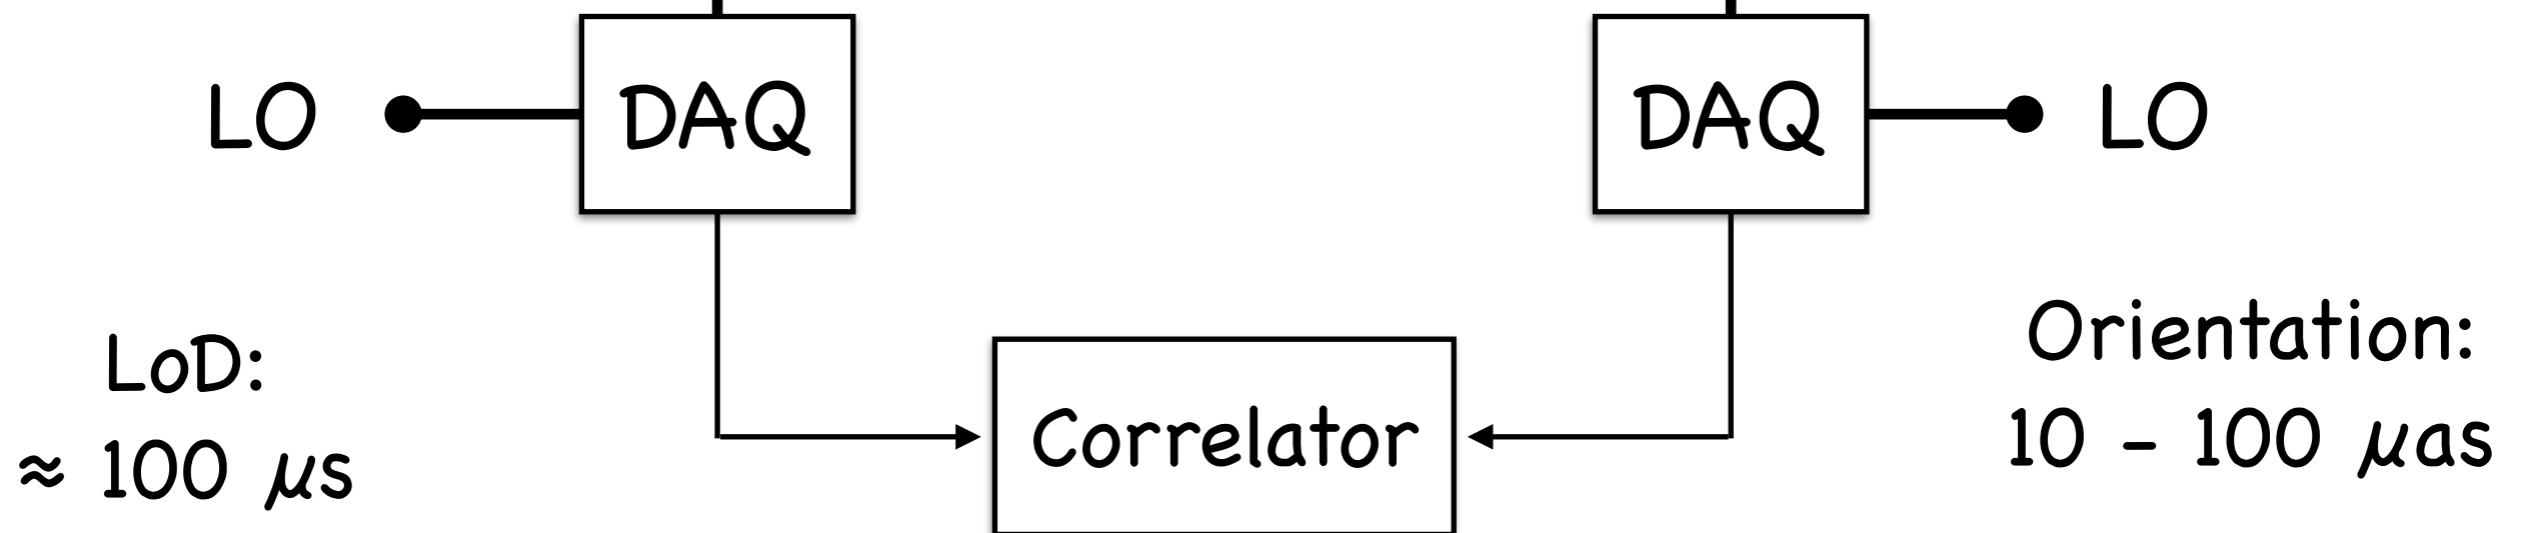 LO
DAQ
DAQ
LO
LoD:
≈ 100 μs
Correlator
Orientation:
10 - 100 μas